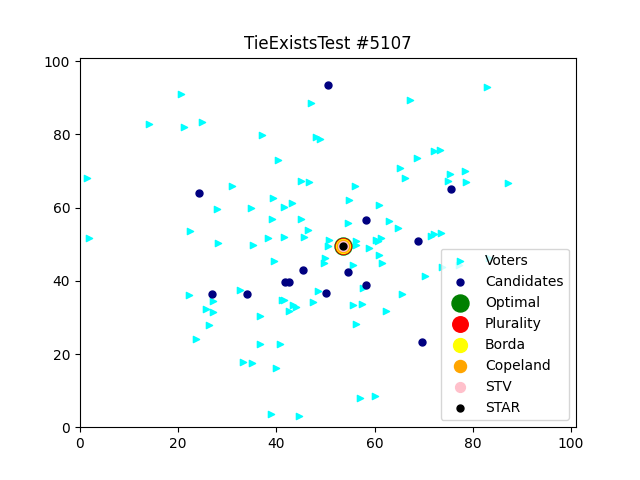 TieExistsTest #5107
100
80
60
40
20
0
0 20 40 60 80 100
Voters
Candidates
Optimal
Plurality
Borda
Copeland
STV
STAR